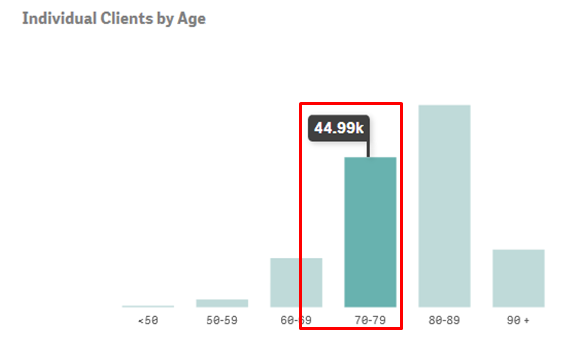 Individual Clients by Age
44.99k
<50 50-59 60-69 70-79 80-89 90 +